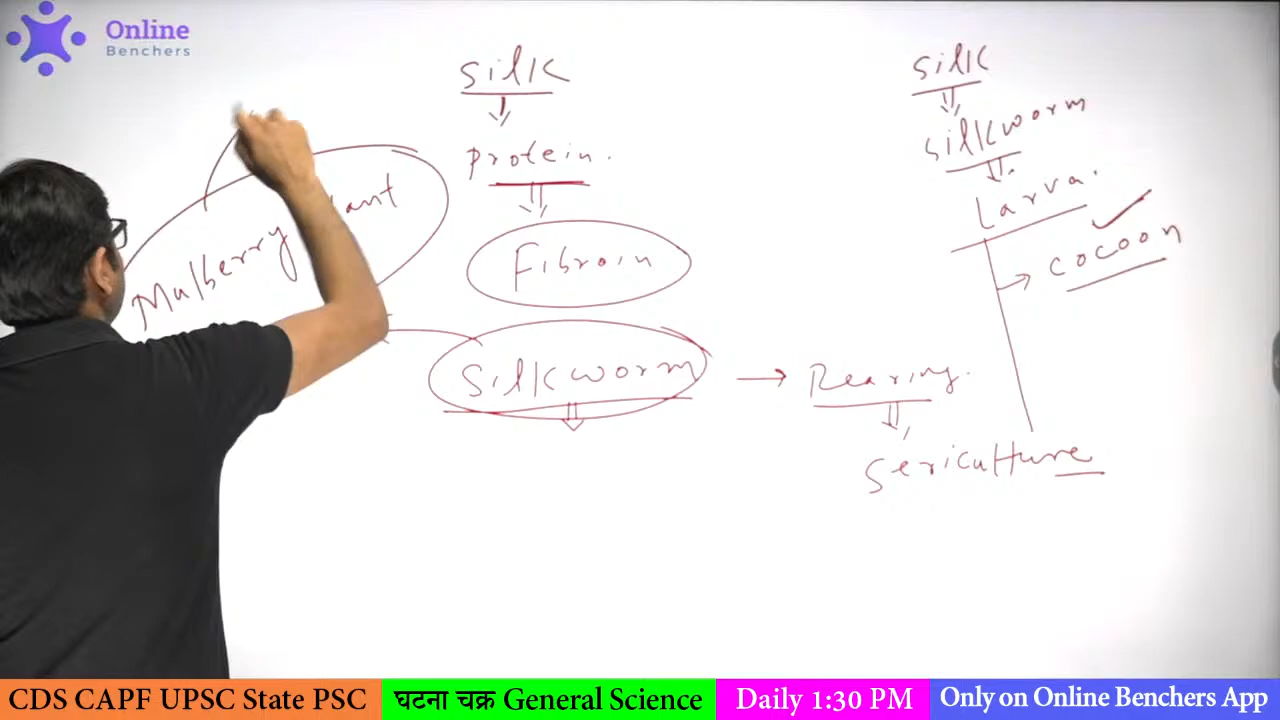 Online
Benchers
Silk
Protein.
Fibroin
Silkworm
Mulberry
Rearing.
Sericulture
Silk
Silkworm
Larva.
Cocoon
CDS CAPF UPSC State PSC
घटना चक्र General Science
Daily 1:30 PM
Only on Online Benchers App